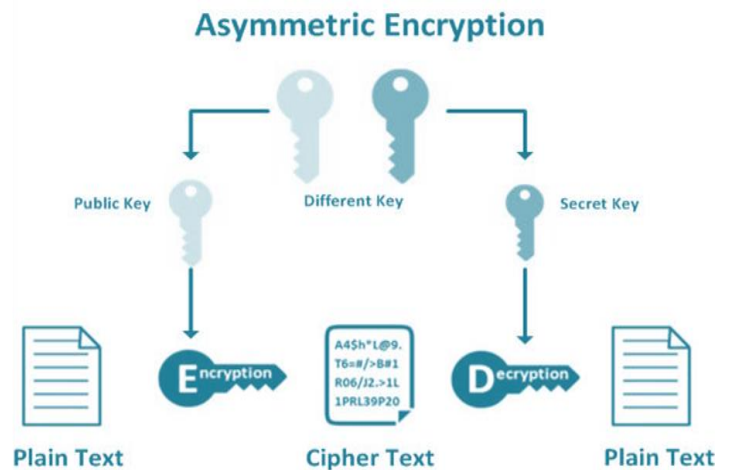 Asymmetric Encryption
Public Key
Different Key
Secret Key
Encryption
A4$h*L@9.
T6=#/>B#1
R06/J2.>1L
1PRL39P20
Decryption
Plain Text
Cipher Text
Plain Text